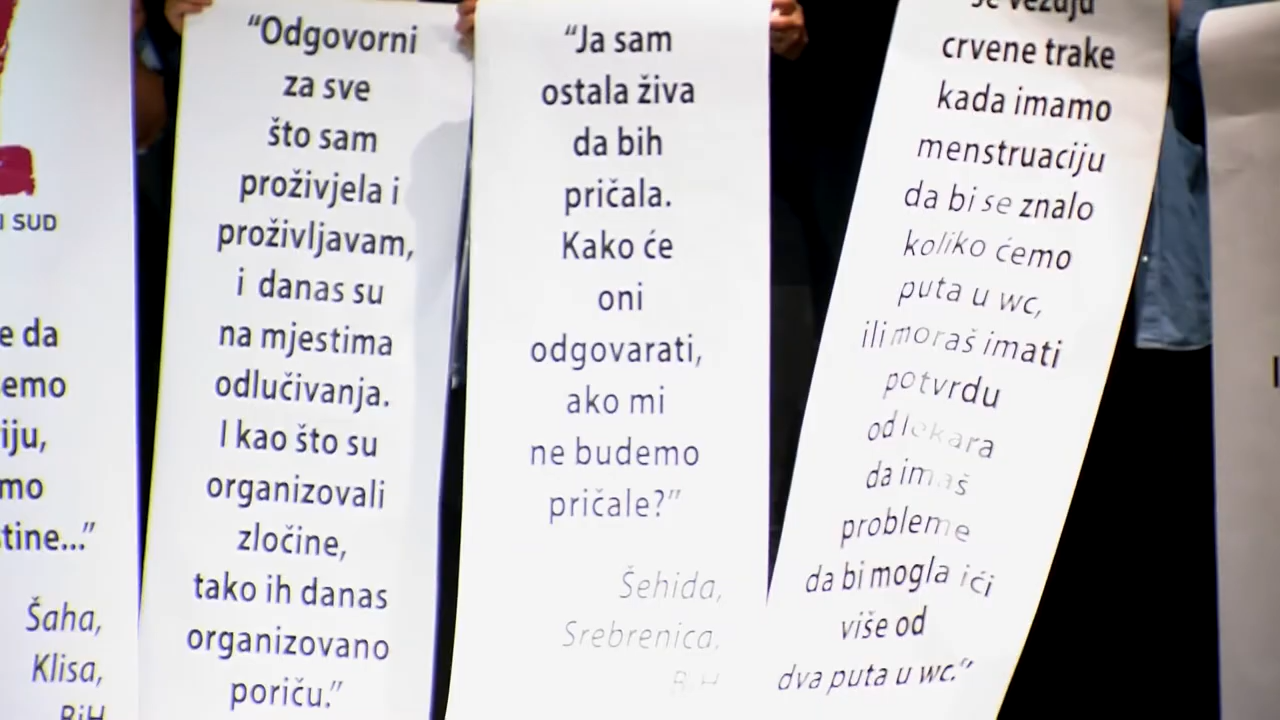 I SUD
e da
emo
iju,
mo
tine...”
Šaha,
Klisa,
BiH
“Odgovorni
za sve
što sam
proživjela i
proživljavam,
i danas su
na mjestima
odlučivanja.
I kao što su
organizovali
zločine,
tako ih danas
organizovano
poriču.”
“Ja sam
ostala živa
da bih
pričala.
Kako će
oni
odgovarati,
ako mi
ne budemo
pričale?”
Šehida,
Srebrenica,
BiH
se vezuju
crvene trake
kada imamo
menstruaciju
da bi se znalo
koliko ćemo
puta u wc,
ili moraš imati
potvrdu
od lekara
da imaš
probleme
da bi mogla ići
više od
dva puta u wc.”